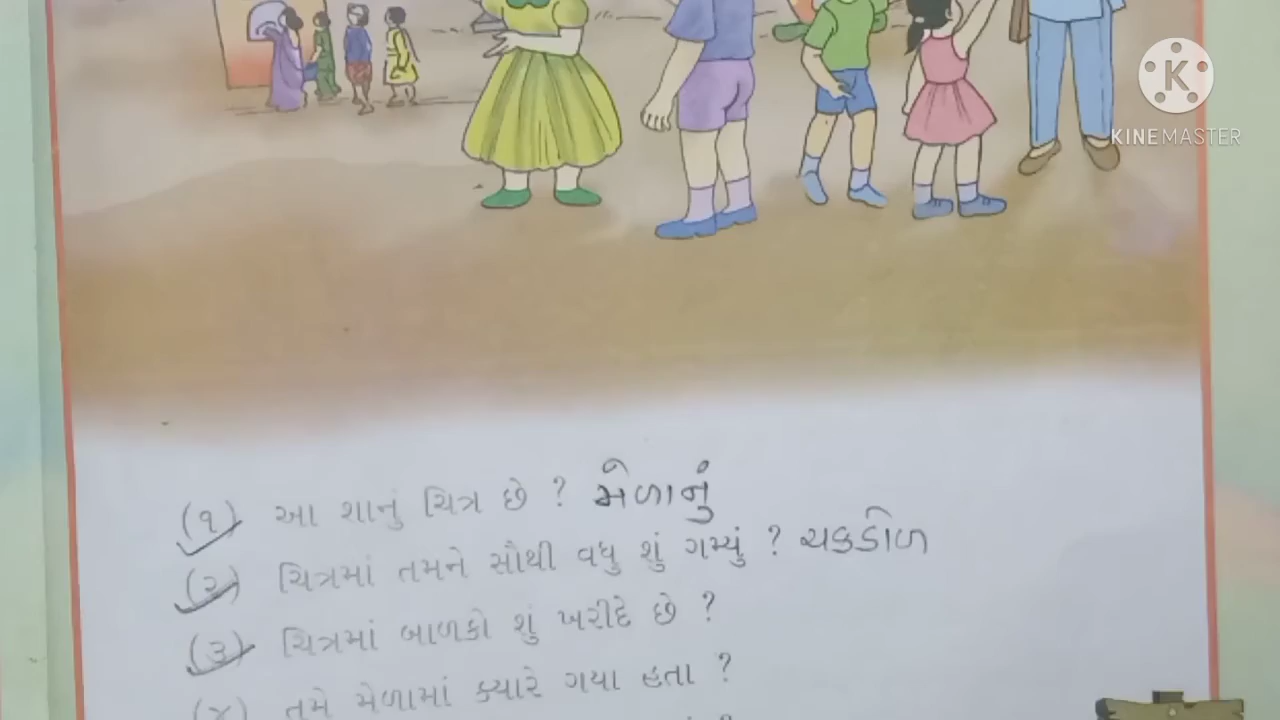 KINEMASTER
(૧) આ શાનું ચિત્ર છે ? મેળાનું
(૨) ચિત્રમાં તમને સૌથી વધુ શું ગમ્યું ? ચકડોળ
(૩) ચિત્રમાં બાળકો શું ખરીદે છે ?
(૪) તમે મેળામાં ક્યારે ગયા હતા ?